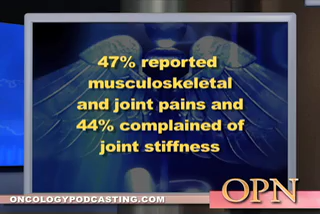 47% reported
musculoskeletal
and joint pains and
44% complained of
joint stiffness
OPN
ONCOLOGYPODCASTING.COM